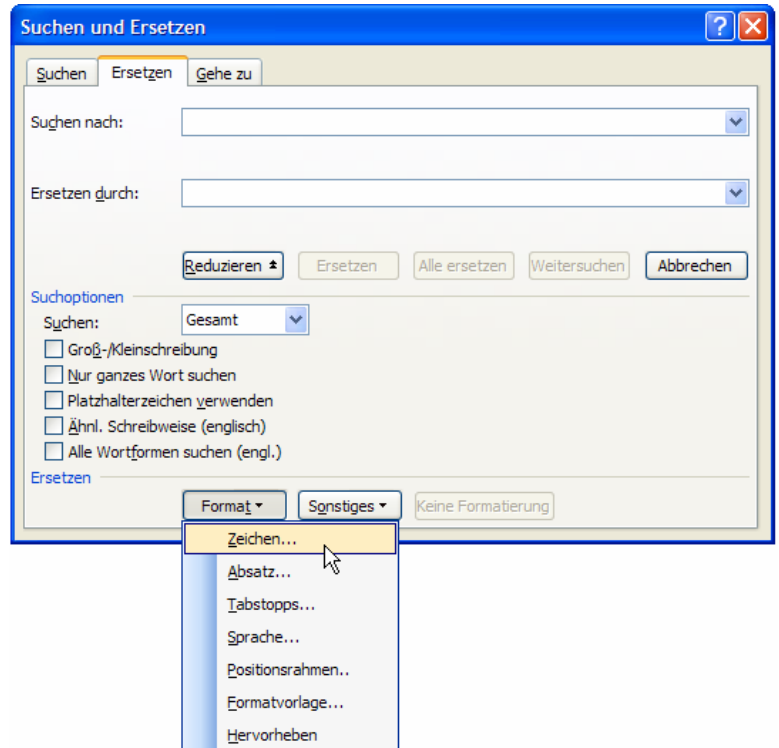 Suchen und Ersetzen
Suchen Ersetzen Gehe zu
Suchen nach:
Ersetzen durch:
Reduzieren Ersetzen Alle ersetzen Weitersuchen Abbrechen
Suchoptionen
Suchen: Gesamt
Groß-/Kleinschreibung
Nur ganzes Wort suchen
Platzhalterzeichen verwenden
Ähnl. Schreibweise (englisch)
Alle Wortformen suchen (engl.)
Ersetzen
Format Sonstiges Keine Formatierung
Zeichen...
Absatz...
Tabstopps...
Sprache...
Positionsrahmen..
Formatvorlage...
Hervorheben